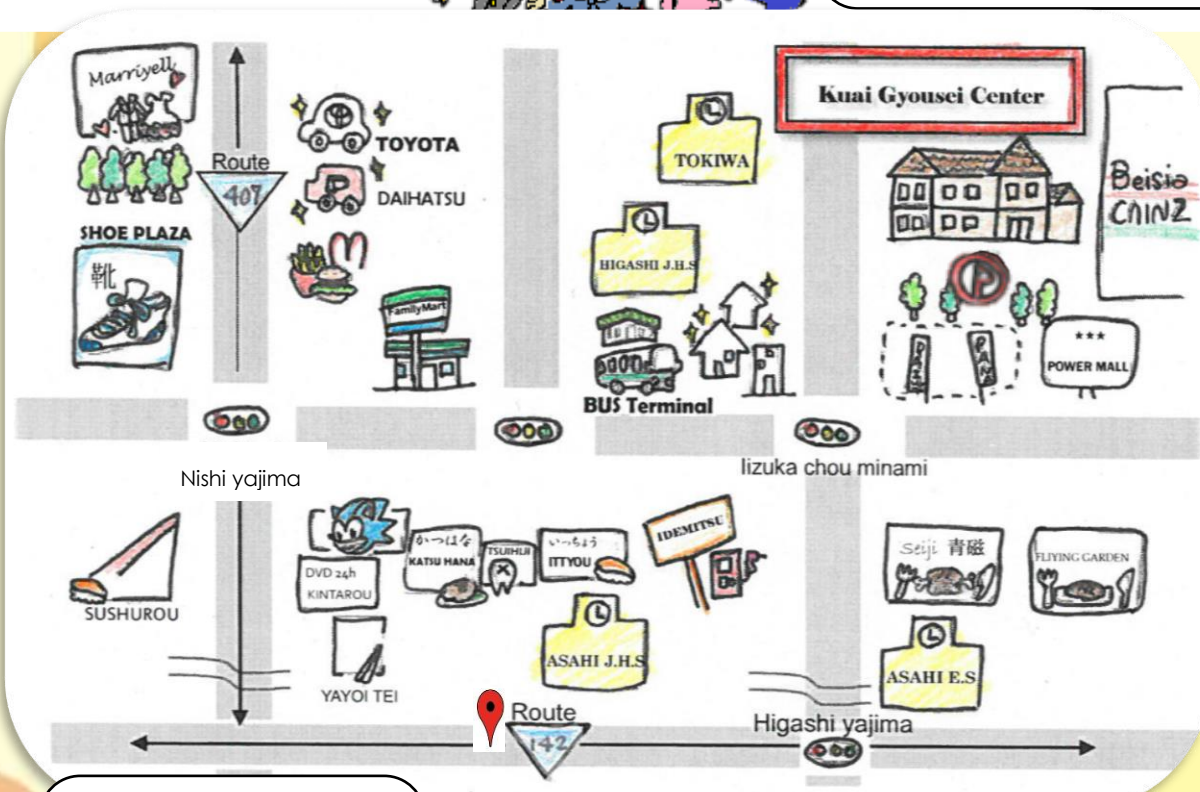 Marriyell
Route
407
TOYOTA
DAIHATSU
SHOE PLAZA
靴
FamilyMart
TOKIWA
HIGASHI J.H.S
BUS Terminal
Kuai Gyousei Center
Beisia
CAINZ
P
★★★
POWER MALL
Iizuka chou minami
Nishi yajima
SUSHUROU
DVD 24h
KINTAROU
かつはな
KATSU HANA
TSUIHIJI
いっちょう
ITTYOU
IDEMITSU
YAYOI TEI
ASAHI J.H.S
Seiji 青磁
FLIYING GARDEN
ASAHI E.S
Route
142
Higashi yajima